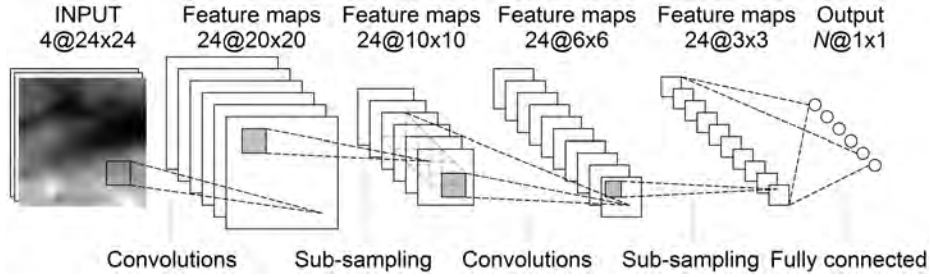 INPUT
4@24x24
Feature maps
24@20x20
Feature maps
24@10x10
Feature maps
24@6x6
Feature maps
24@3x3
Output
N@1x1
Convolutions
Sub-sampling
Convolutions
Sub-sampling
Fully connected